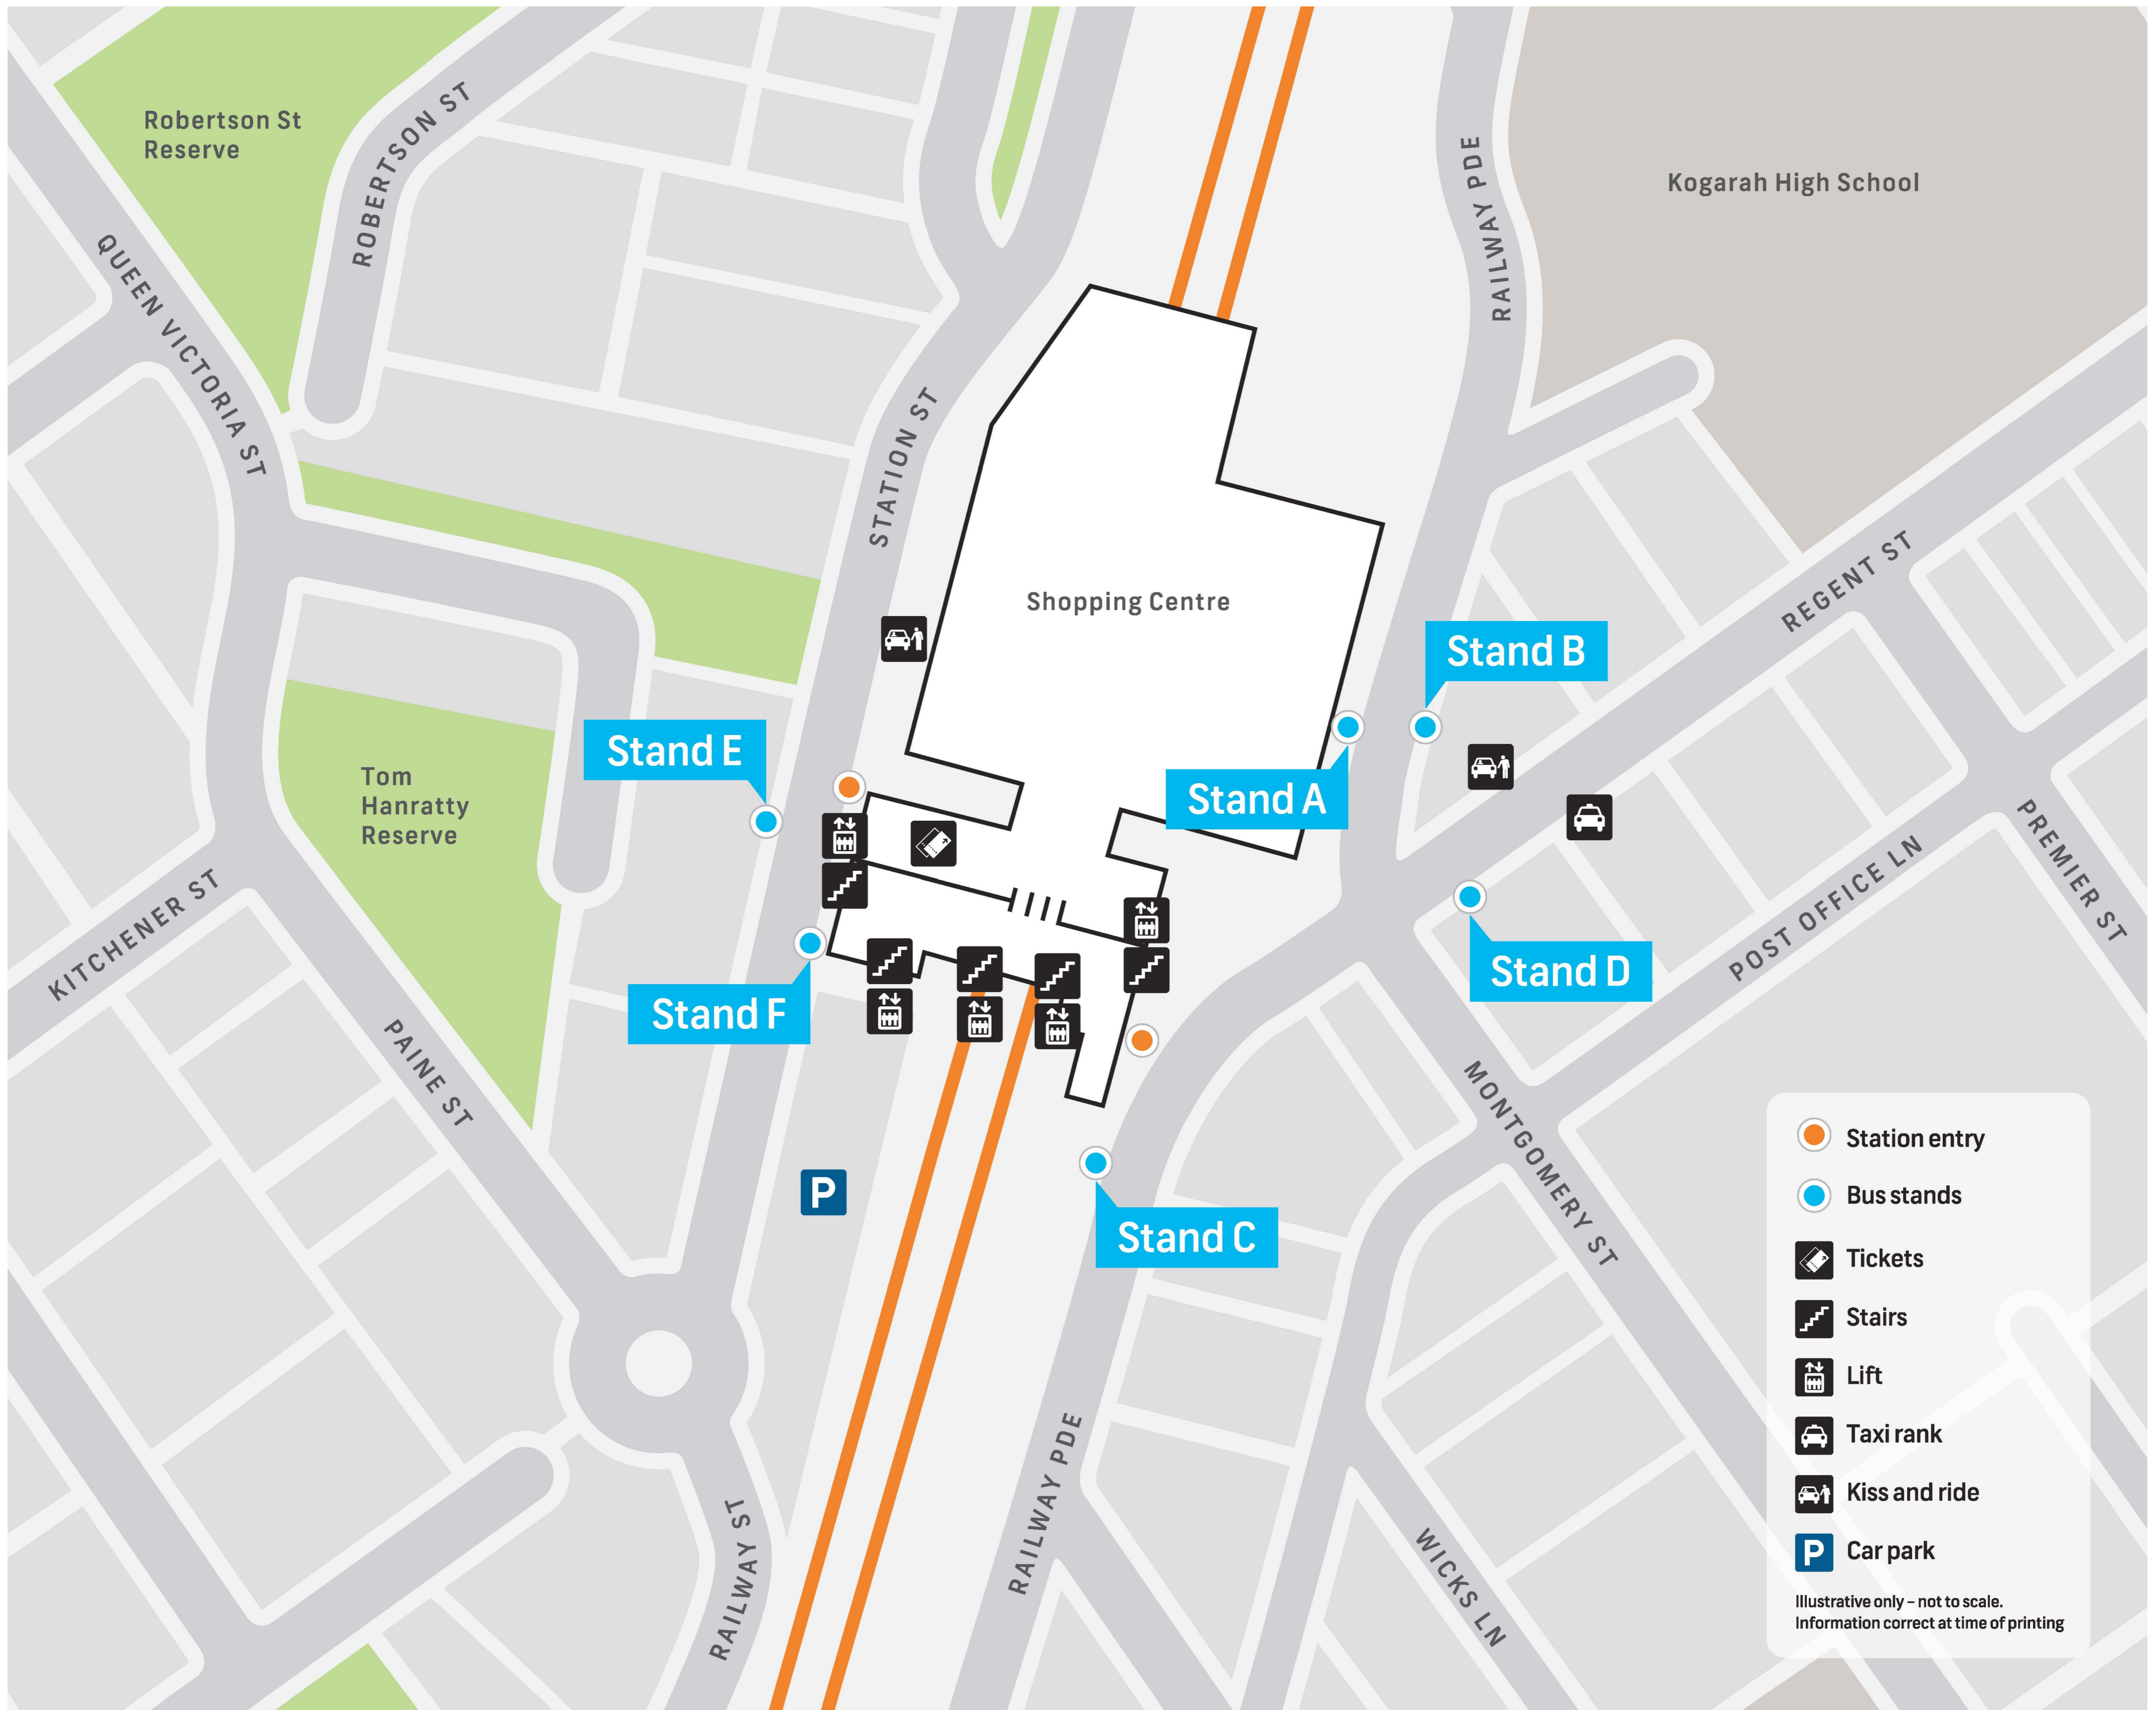 Robertson St
Reserve
ROBERTSON ST
QUEEN VICTORIA ST
RAILWAY PDE
Kogarah High School
STATION ST
REGENT ST
Shopping Centre
Stand B
Stand E
Stand A
Tom
Hanratty
Reserve
KITCHENER ST
POST OFFICE LN
PREMIER ST
Stand D
Stand F
PAINE ST
MONTGOMERY ST
P
Stand C
RAILWAY PDE
RAILWAY ST
WICKS LN
Station entry
Bus stands
Tickets
Stairs
Lift
Taxi rank
Kiss and ride
P Car park
Illustrative only – not to scale.
Information correct at time of printing